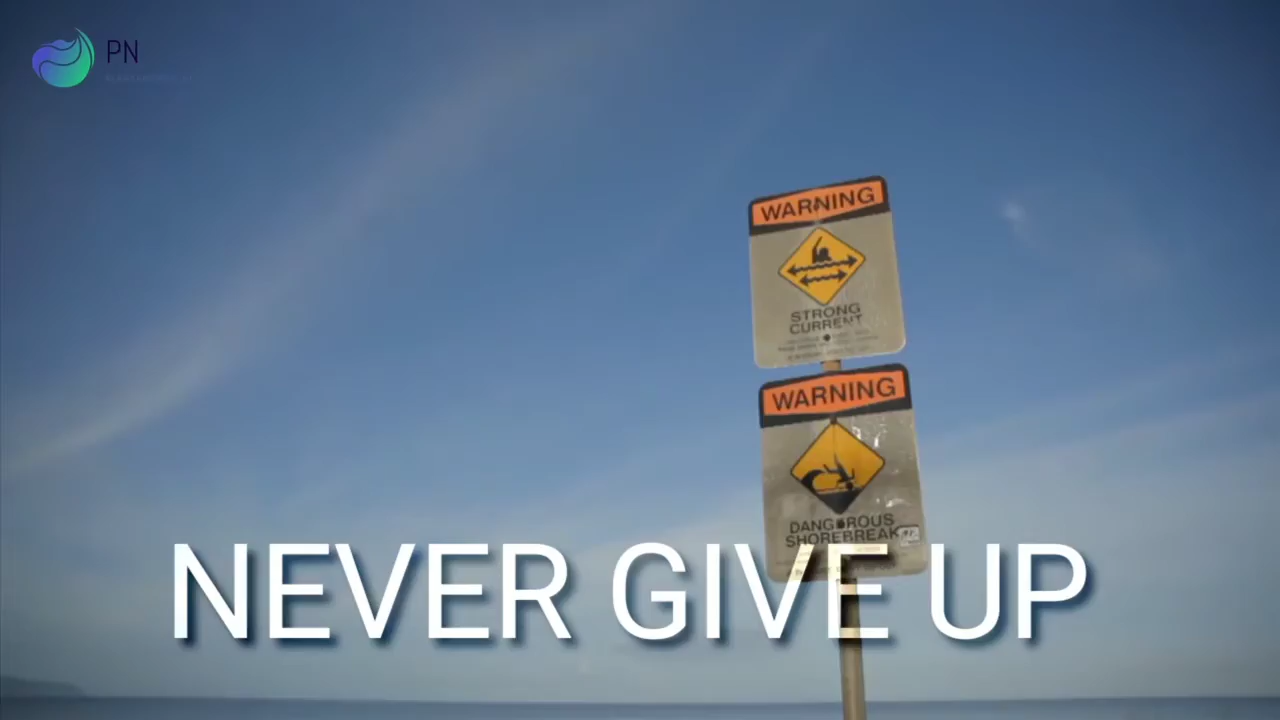 PN
WARNING
STRONG
CURRENT
WARNING
DANGEROUS
SHOREBREAK
NEVER GIVE UP